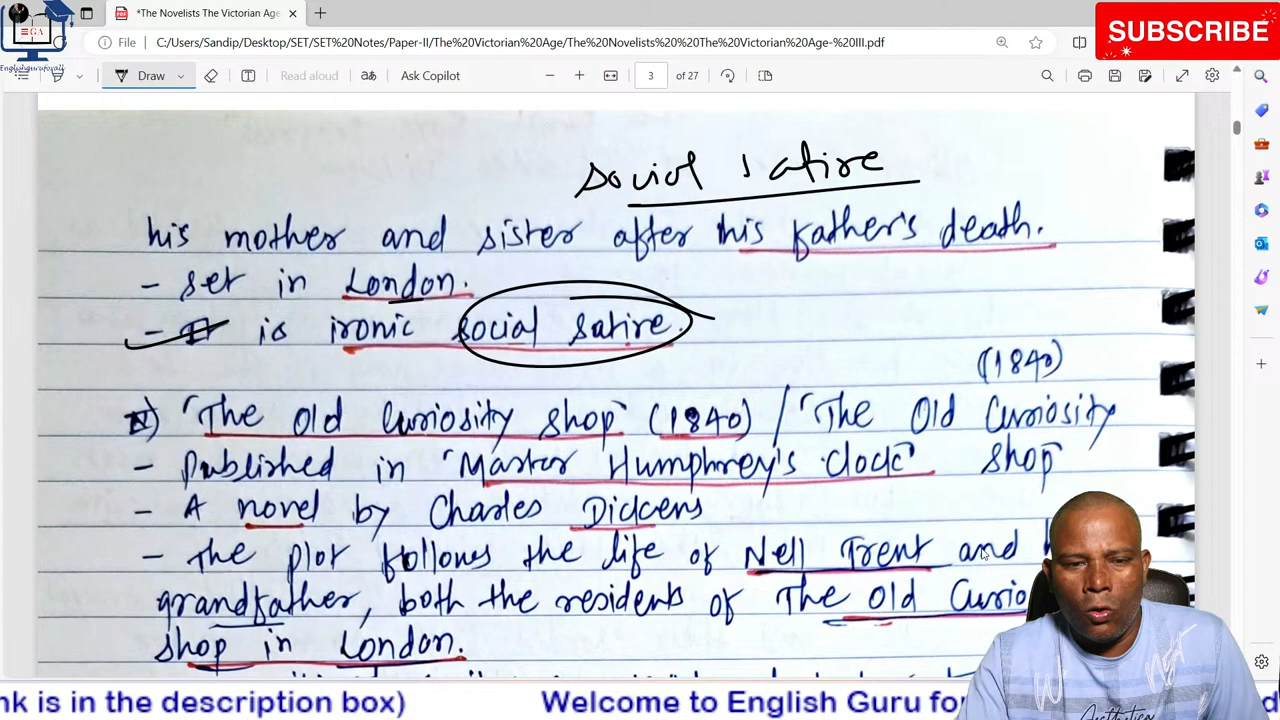 *The Novelists The Victorian Age
SUBSCRIBE
EGA
Englishguruforall
File
C:/Users/Sandip/Desktop/SET/SET%20Notes/Paper-II/The%20Victorian%20Age/The%20Novelists%20%20The%20Victorian%20Age-%20III.pdf
Draw
Read aloud
Ask Copilot
3 of 27
social satire
his mother and sister after his father's death.
- set in London.
- It is ironic social satire.
(1840)
'The Old Curiosity Shop' (1840) / 'The Old Curiosity
- Published in 'Master Humphrey's Clock' Shop
- A novel by Charles Dickens
- The plot follows the life of Nell Trent and
grandfather, both the residents of The Old Curio
shop in London.
nk is in the description box)
Welcome to English Guru fo
d
Aesthetica